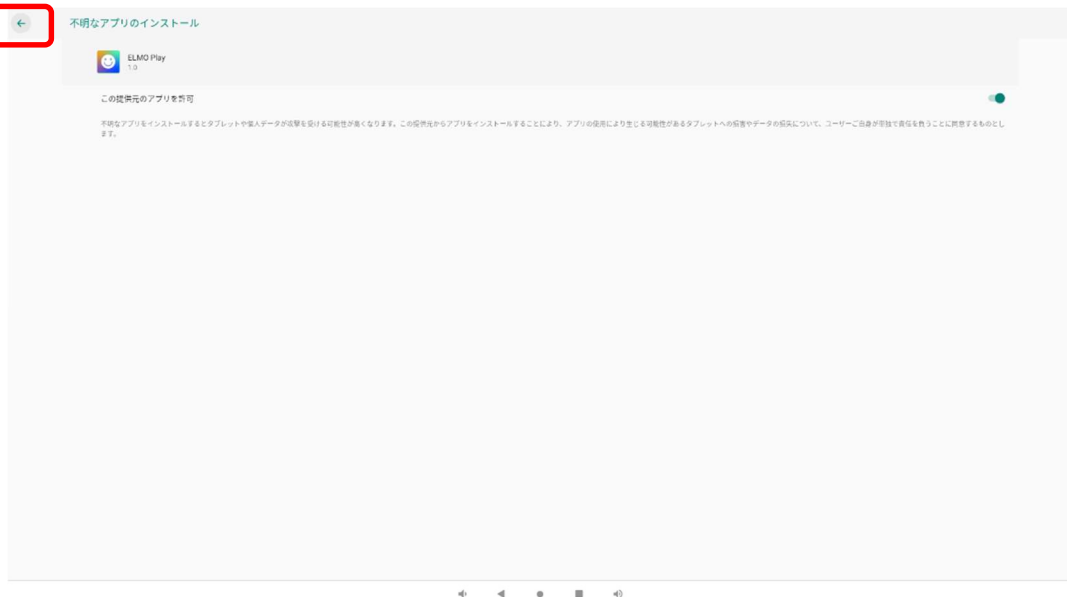 不明なアプリのインストール
ELMO Play
1.0
この提供元のアプリを許可
不明なアプリをインストールするとタブレットや個人データが攻撃を受ける可能性が高くなります。この提供元からアプリをインストールすることにより、アプリの使用により生じる可能性があるタブレットへの損害やデータの損失について、ユーザーご自身が単独で責任を負うことに同意するものとし
ます。